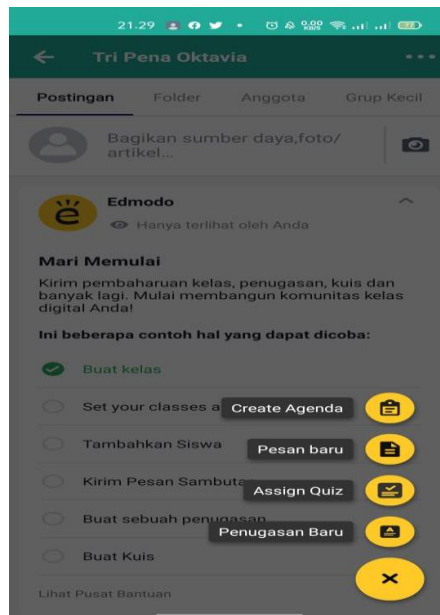 21.29
0.00
KB/S
Tri Pena Oktavia
Postingan Folder Anggota Grup Kecil
Bagikan sumber daya,foto/
artikel...
Edmodo
Hanya terlihat oleh Anda
Mari Memulai
Kirim pembaharuan kelas, penugasan, kuis dan
banyak lagi. Mulai membangun komunitas kelas
digital Anda!
Ini beberapa contoh hal yang dapat dicoba:
Buat kelas
Set your classes a
Create Agenda
Tambahkan Siswa
Pesan baru
Kirim Pesan Sambuta
Assign Quiz
Buat sebuah penugasan
Penugasan Baru
Buat Kuis
Lihat Pusat Bantuan